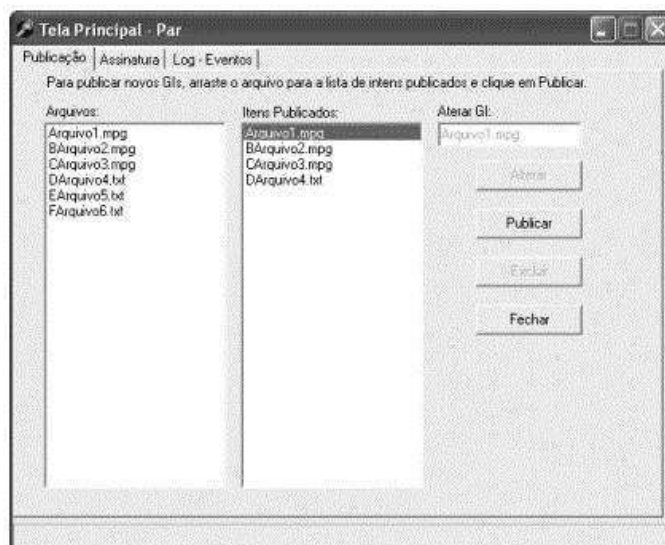 Tela Principal - Par
Publicação Assinatura Log - Eventos
Para publicar novos GIs, arraste o arquivo para a lista de intens publicados e clique em Publicar.
Arquivos:
Arquivo1.mpg
BArquivo2.mpg
CArquivo3.mpg
DArquivo4.txt
EArquivo5.txt
FArquivo6.txt
Itens Publicados:
Arquivo1.mpg
BArquivo2.mpg
CArquivo3.mpg
DArquivo4.txt
Aterar GI:
Arquivo1.mpg
Alterar
Publicar
Excluir
Fechar